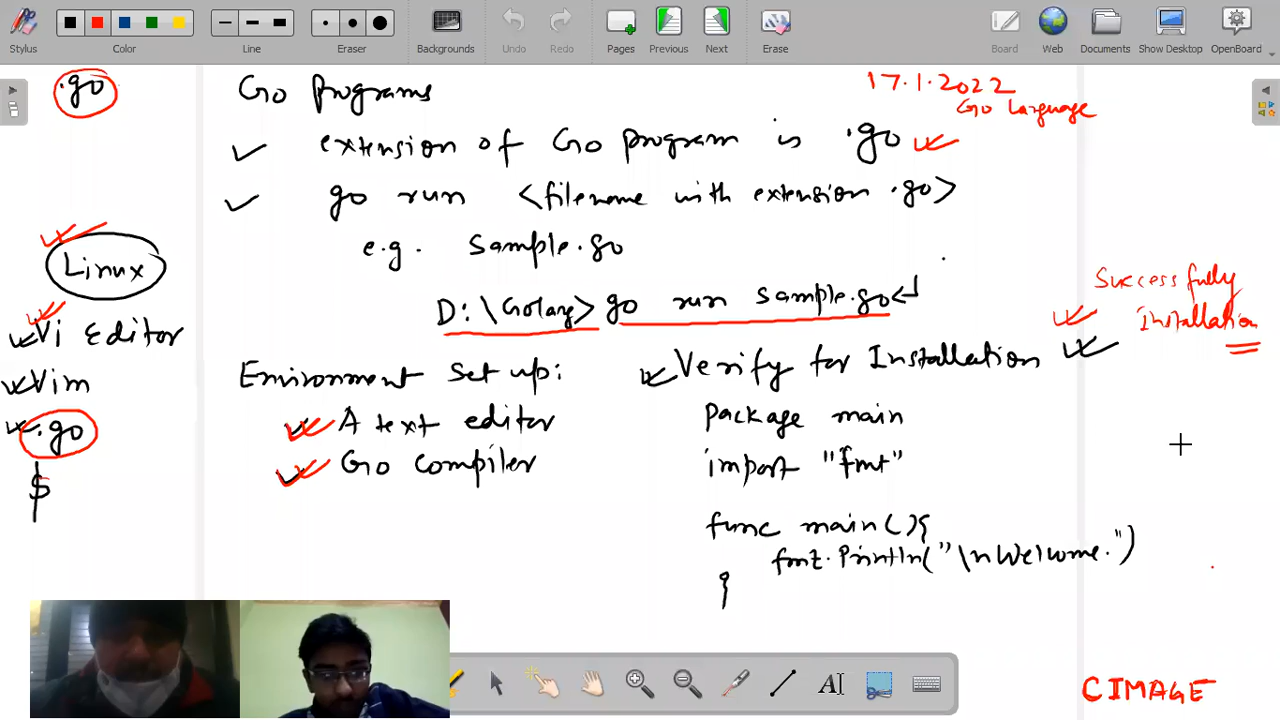 Stylus
Color
Line
Eraser
Backgrounds
Undo
Redo
Pages
Previous
Next
Erase
Board
Web
Documents
Show Desktop
OpenBoard
.go
Go Programs
17.1.2022
Go Language
extension of Go program is .go
go run <filename with extension .go>
e.g. Sample.go
D:\Golang>go run sample.go
Linux
Vi Editor
Vim
.go
$
Successfully
Installation
Environment Set up:
A text editor
Go Compiler
Verify for Installation
package main
import "fmt"
func main(){
fmt.Println("\nWelcome.")
}
AI
CIMAGE